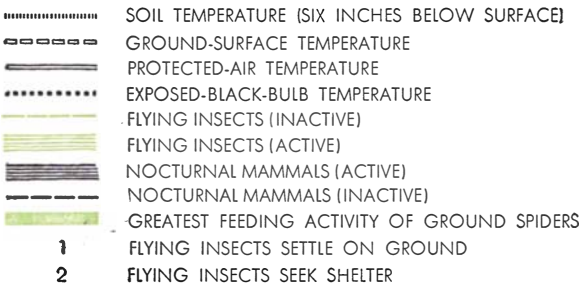 SOIL TEMPERATURE (SIX INCHES BELOW SURFACE)
GROUND-SURFACE TEMPERATURE
PROTECTED-AIR TEMPERATURE
EXPOSED-BLACK-BULB TEMPERATURE
FLYING INSECTS (INACTIVE)
FLYING INSECTS (ACTIVE)
NOCTURNAL MAMMALS (ACTIVE)
NOCTURNAL MAMMALS (INACTIVE)
GREATEST FEEDING ACTIVITY OF GROUND SPIDERS
1 FLYING INSECTS SETTLE ON GROUND
2 FLYING INSECTS SEEK SHELTER